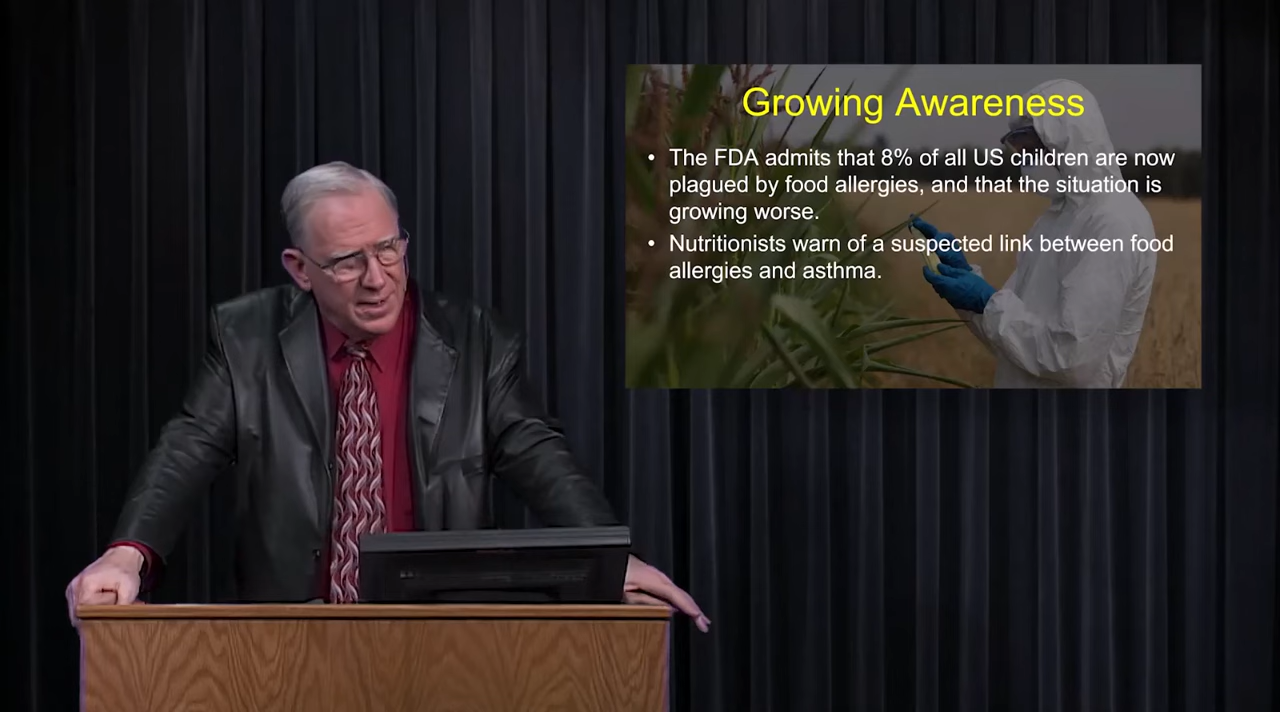 Growing Awareness
• The FDA admits that 8% of all US children are now
plagued by food allergies, and that the situation is
growing worse.
• Nutritionists warn of a suspected link between food
allergies and asthma.